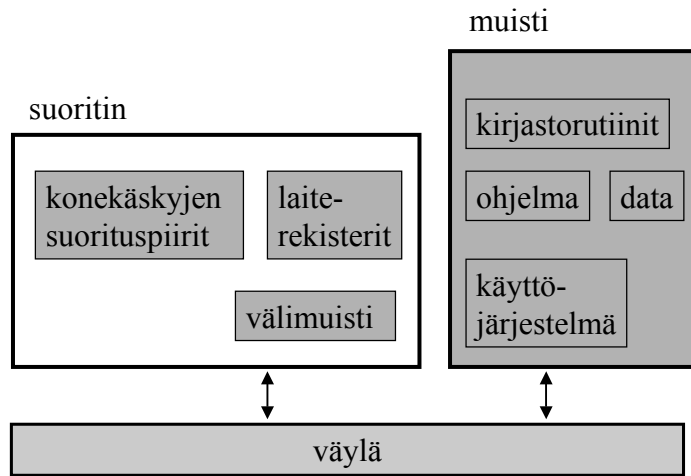 muisti
suoritin
kirjastorutiinit
konekäskyjen
suorituspiirit
laite-
rekisterit
ohjelma
data
välimuisti
käyttö-
järjestelmä
väylä